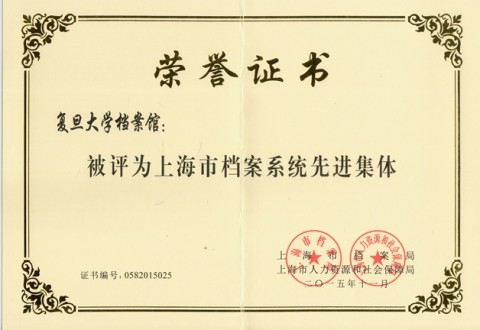 荣誉证书
复旦大学档案馆：
被评为上海市档案系统先进集体
上海市档案局
上海市人力资源和社会保障局
二〇一五年十一月
证书编号：0582015025